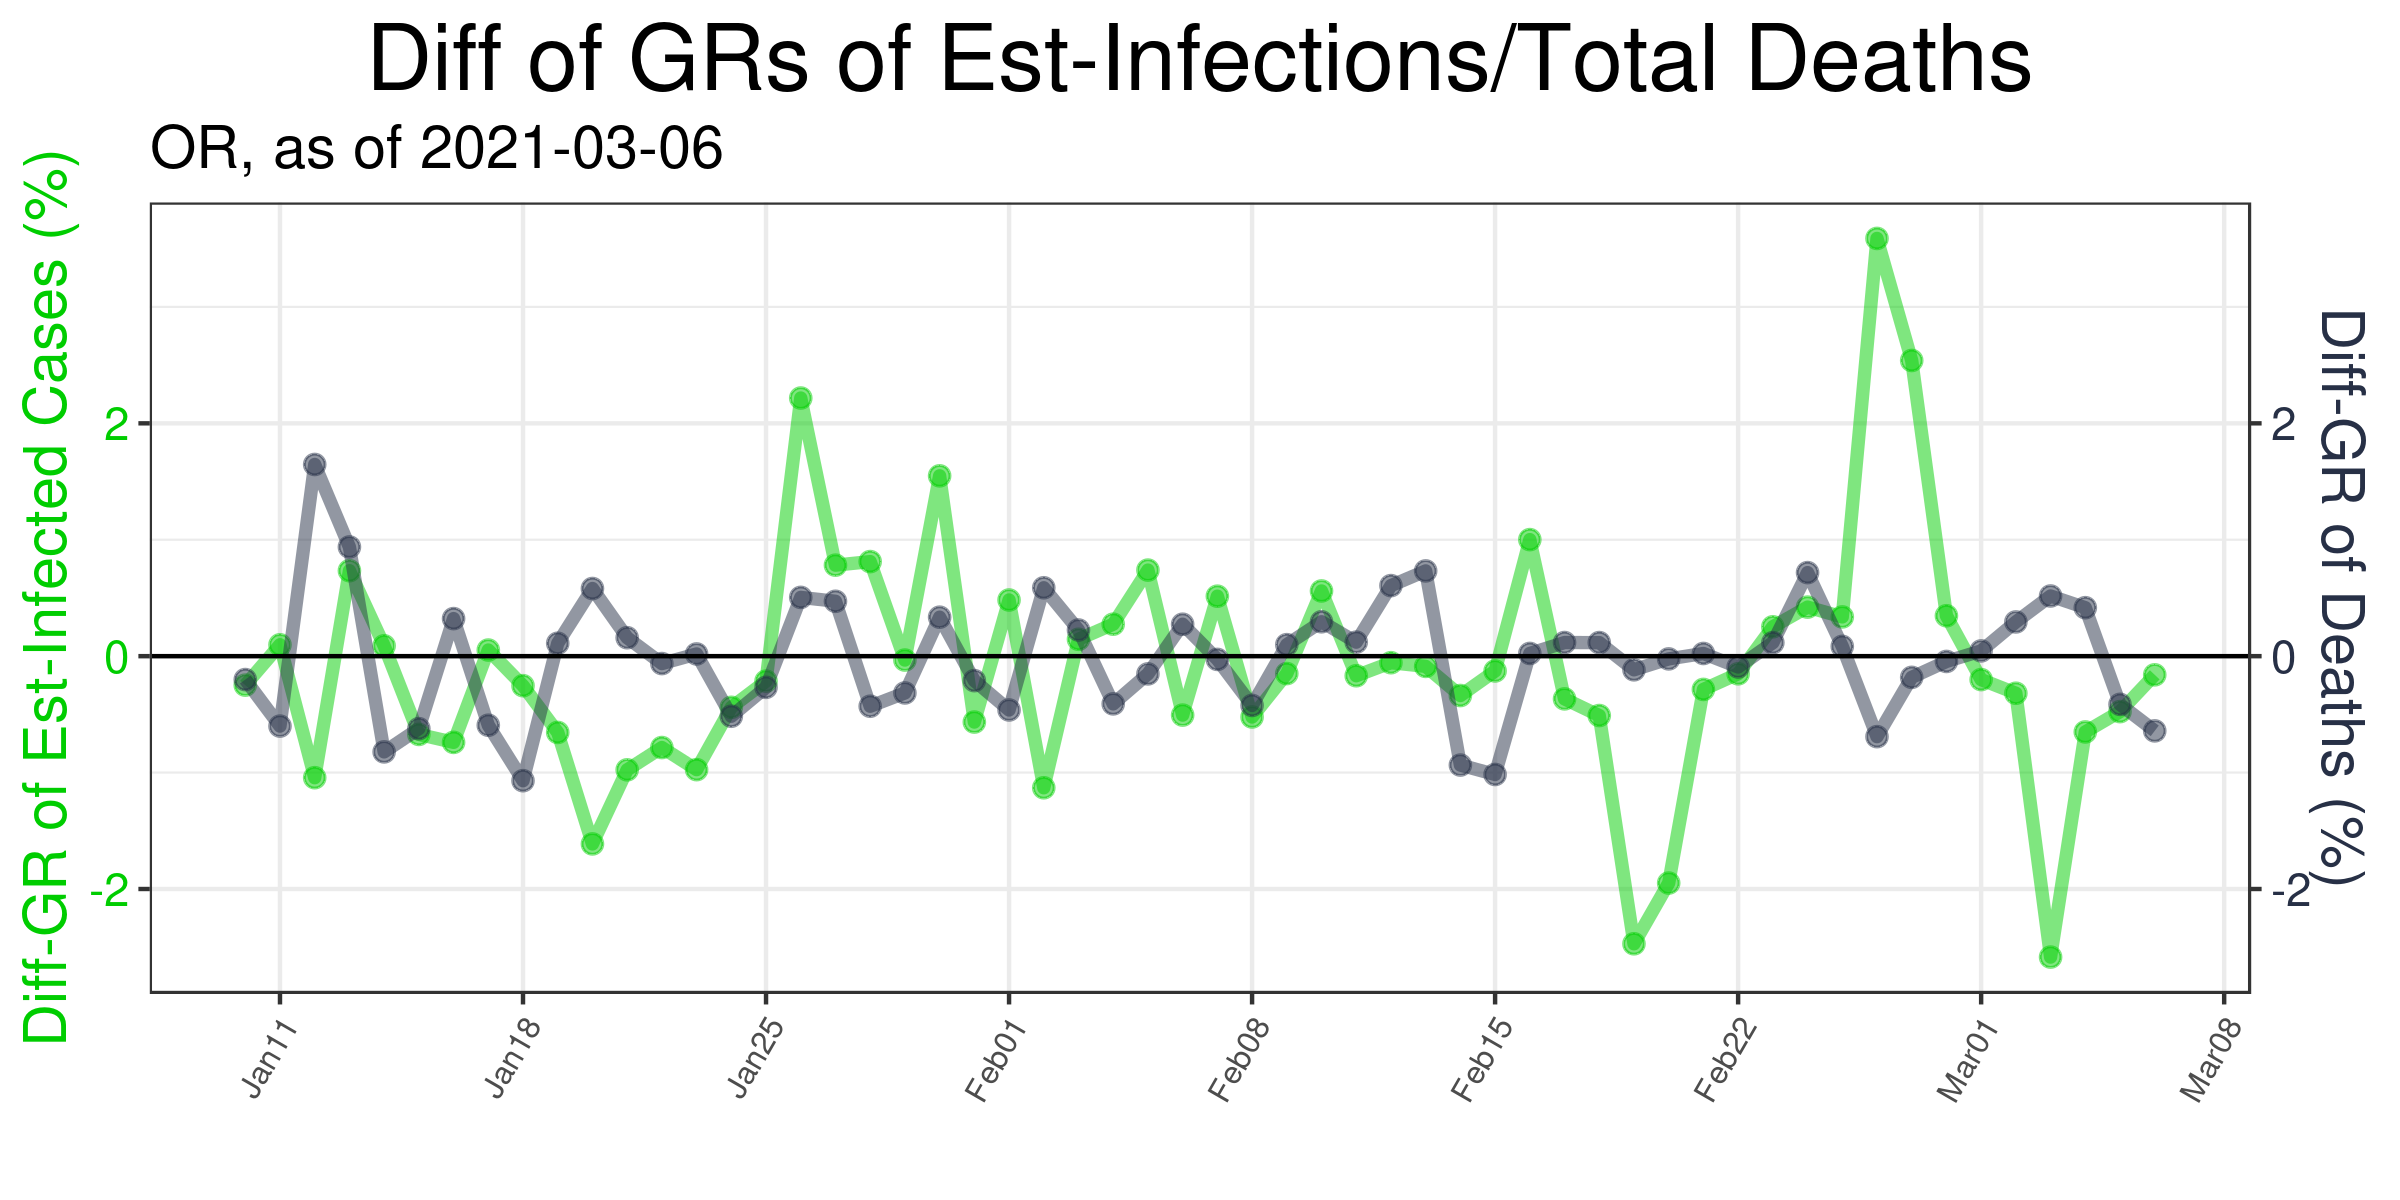 Diff of GRs of Est-Infections/Total Deaths
OR, as of 2021-03-06
Diff-GR of Est-Infected Cases (%)
2
0
-2
2
0
-2
Diff-GR of Deaths (%)
Jan11
Jan18
Jan25
Feb01
Feb08
Feb15
Feb22
Mar01
Mar08